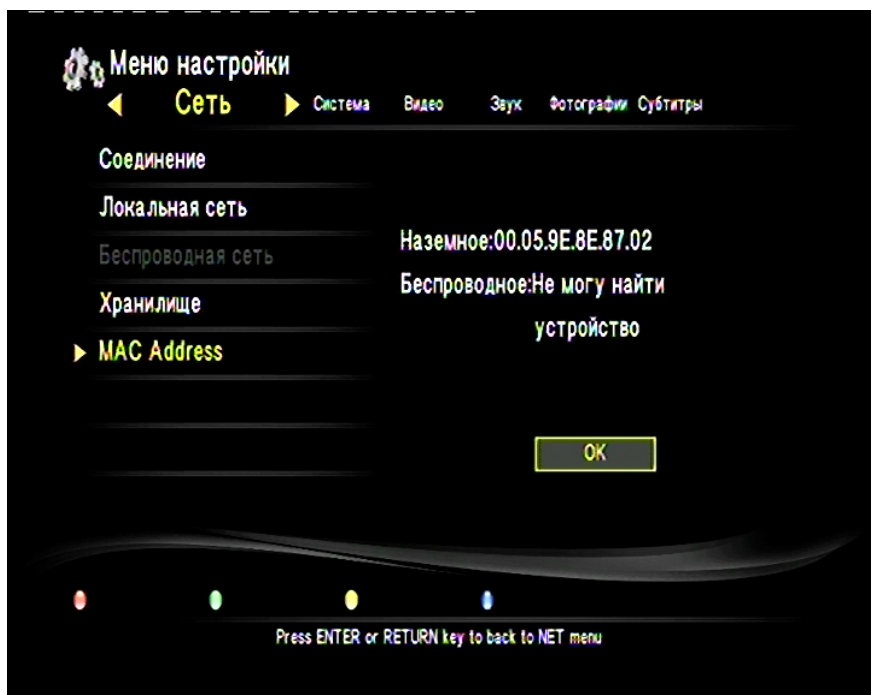 Меню настройки
Сеть Система Видео Звук Фотографии Субтитры
Соединение
Локальная сеть
Беспроводная сеть
Хранилище
MAC Address
Наземное:00.05.9E.8E.87.02
Беспроводное:Не могу найти
устройство
OK
Press ENTER or RETURN key to back to NET menu